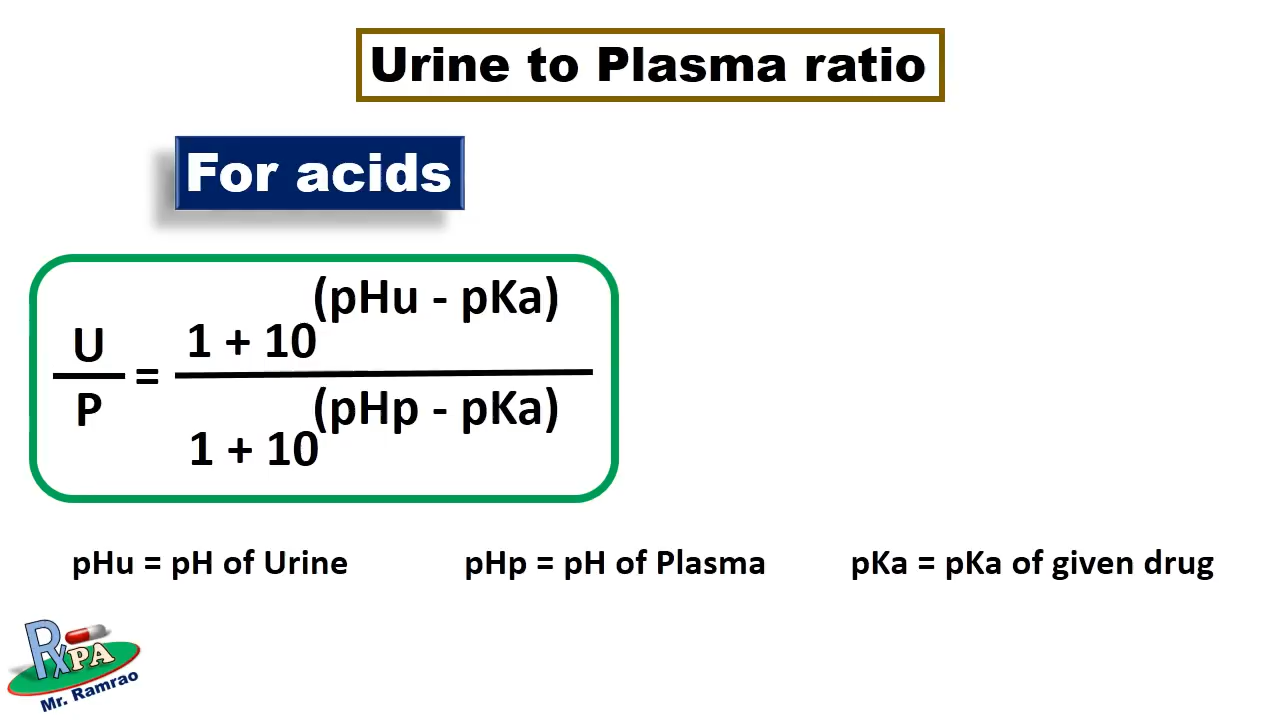 Urine to Plasma ratio
For acids
U
P
=
1 + 10(pHu - pKa)
1 + 10(pHp - pKa)
pHu = pH of Urine
pHp = pH of Plasma
pKa = pKa of given drug
Rx PA
Mr. Ramrao